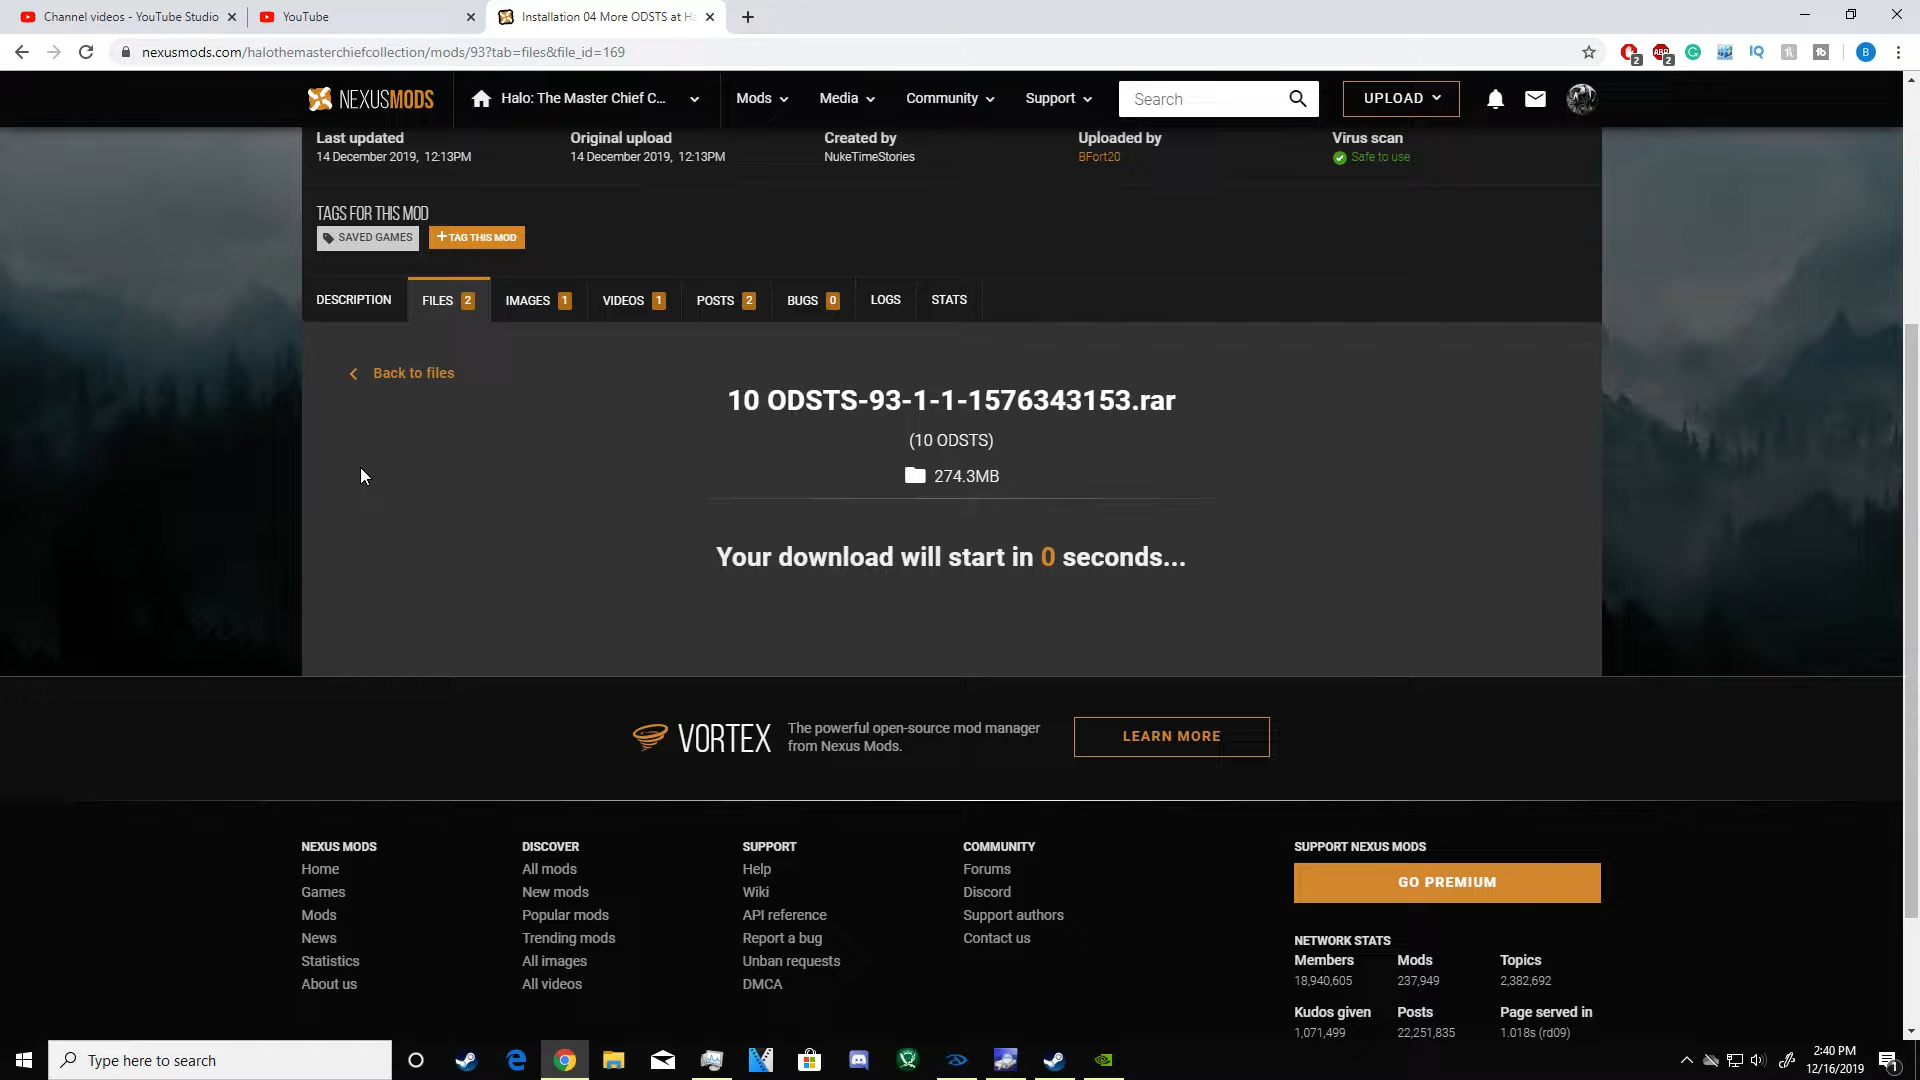 Channel videos - YouTube Studio
YouTube
Installation 04 More ODSTS at Ha
nexusmods.com/halothemasterchiefcollection/mods/93?tab=files&file_id=169
2
ABP
2
IQ
B
NEXUSMODS
Halo: The Master Chief C...
Mods
Media
Community
Support
Search
UPLOAD
Last updated
14 December 2019, 12:13PM
Original upload
14 December 2019, 12:13PM
Created by
NukeTimeStories
Uploaded by
BFort20
Virus scan
Safe to use
TAGS FOR THIS MOD
SAVED GAMES
+ TAG THIS MOD
DESCRIPTION
FILES 2
IMAGES 1
VIDEOS 1
POSTS 2
BUGS 0
LOGS
STATS
Back to files
10 ODSTS-93-1-1-1576343153.rar
(10 ODSTS)
274.3MB
Your download will start in 0 seconds...
VORTEX
The powerful open-source mod manager
from Nexus Mods.
LEARN MORE
NEXUS MODS
Home
Games
Mods
News
Statistics
About us
DISCOVER
All mods
New mods
Popular mods
Trending mods
All images
All videos
SUPPORT
Help
Wiki
API reference
Report a bug
Unban requests
DMCA
COMMUNITY
Forums
Discord
Support authors
Contact us
SUPPORT NEXUS MODS
GO PREMIUM
NETWORK STATS
Members
18,940,605
Mods
237,949
Topics
2,382,692
Kudos given
1,071,499
Posts
22,251,835
Page served in
1.018s (rd09)
Type here to search
2:40 PM
12/16/2019
1